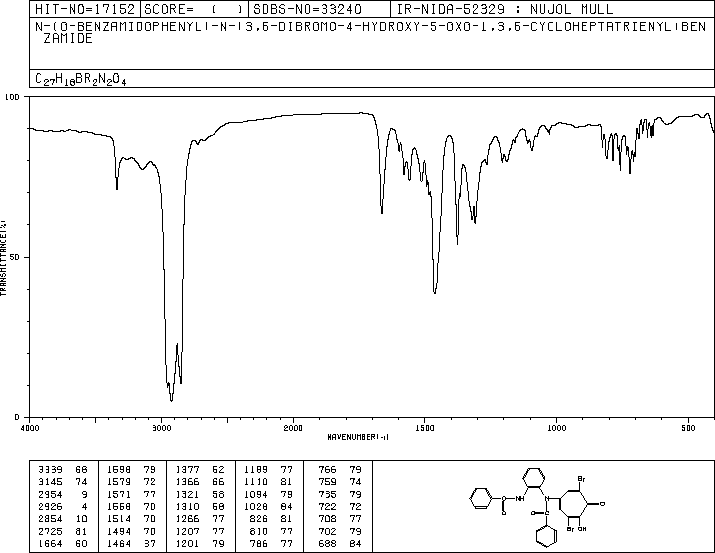 HIT-NO=17152 SCORE= ( ) SDBS-NO=33240 IR-NIDA-52329 : NUJOL MULL
N-(O-BENZAMIDOPHENYL)-N-(3,6-DIBROMO-4-HYDROXY-5-OXO-1,3,6-CYCLOHEPTATRIENYL)BEN
ZAMIDE
C27H18BR2N2O4
100
50
0
TRANSMITTANCE(%)
4000 3000 2000 1500 1000 500
WAVENUMBER(-1)
3339 68 1598 79 1377 52 1189 77 766 79
3145 74 1579 72 1366 66 1110 81 759 74
2954 9 1571 77 1321 58 1094 79 735 79
2926 4 1558 70 1310 58 1028 84 722 72
2854 10 1514 70 1266 77 826 81 708 77
2725 81 1494 70 1207 77 810 77 702 79
1664 60 1464 37 1201 79 786 77 688 84
Br
C NH N O
O O C
Br OH